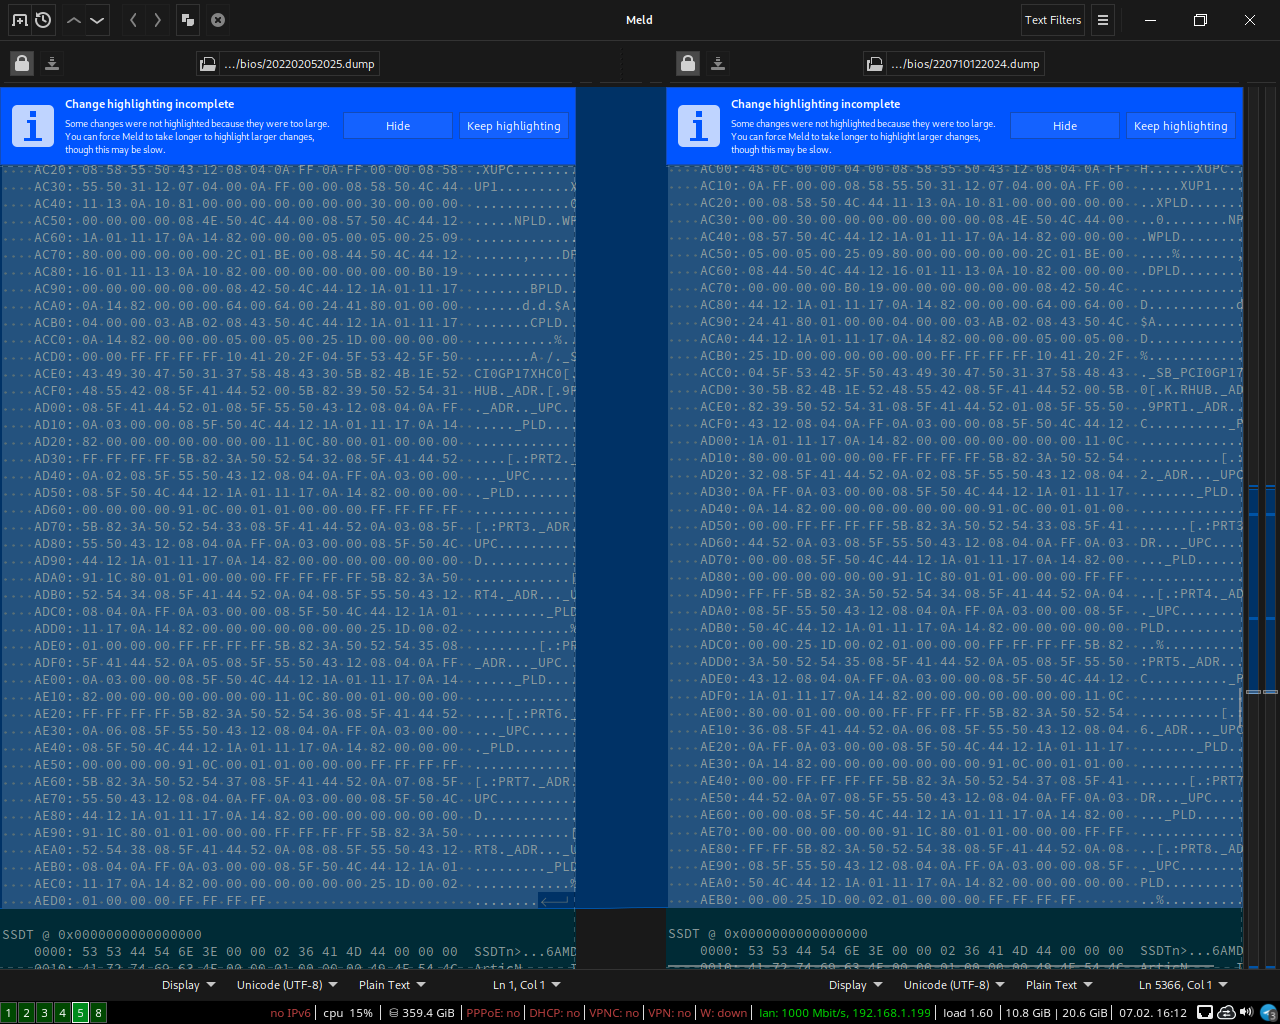 Meld
Text Filters
.../bios/202202052025.dump
Change highlighting incomplete
Some changes were not highlighted because they were too large.
You can force Meld to take longer to highlight larger changes,
though this may be slow.
Hide
Keep highlighting
AC20: 08 58 55 50 43 12 08 04 0A FF 0A FF 00 00 08 58 .XUPC........
AC30: 55 50 31 12 07 04 00 0A FF 00 00 08 58 50 4C 44 UP1.........X
AC40: 11 13 0A 10 81 00 00 00 00 00 00 30 00 00 00 00
AC50: 00 00 00 00 08 4E 50 4C 44 00 08 57 50 4C 44 12 .....NPLD..WP
AC60: 1A 01 11 17 0A 14 82 00 00 00 05 00 05 00 25 09
AC70: 80 00 00 00 00 00 2C 01 BE 00 08 44 50 4C 44 12
AC80: 16 01 11 13 0A 10 82 00 00 00 00 00 00 00 B0 19
AC90: 00 00 00 00 08 42 50 4C 44 12 1A 01 11 17
ACA0: 0A 14 82 00 00 00 64 00 64 00 24 41 80 01 00 00
ACB0: 04 00 00 03 AB 02 08 43 50 4C 44 12 1A 01 11 17
ACC0: 0A 14 82 00 00 00 05 00 05 00 25 1D 00 00 00 00
ACD0: 00 00 FF FF FF FF 10 41 20 2F 04 5F 53 42 5F 50
ACE0: 43 49 30 47 50 31 37 58 48 43 30 5B 82 4B 1E 52 CI0GP17XHC0[.
ACF0: 48 55 42 08 5F 41 44 52 00 5B 82 39 50 52 54 31 HUB._ADR.[.9P
AD00: 08 5F 41 44 52 01 08 5F 55 50 43 12 08 04 0A FF ._ADR.._UPC..
AD10: 0A 03 00 00 08 5F 50 4C 44 12 1A 01 11 17 0A 14
AD20: 82 00 00 00 00 00 00 00 00 00 11 0C 80 00 01 00 00 00
AD30: FF FF FF FF 5B 82 3A 50 52 54 32 08 5F 41 44 52
AD40: 0A 02 08 5F 55 50 43 12 08 04 0A FF 0A 03 00 00
AD50: 08 5F 50 4C 44 12 1A 01 11 17 0A 14 82 00 00 00
AD60: 00 00 00 00 91 0C 00 01 01 00 00 00 FF FF FF FF
AD70: 5B 82 3A 50 52 54 33 08 5F 41 44 52 0A 03 08 5F [.:PRT3._ADR.
AD80: 55 50 43 12 08 04 0A FF 0A 03 00 00 08 5F 50 4C UPC..........
AD90: 44 12 1A 01 11 17 0A 14 82 00 00 00 00 00 00 00 D............
ADA0: 91 1C 80 01 01 00 00 00 FF FF FF FF 5B 82 3A 50
ADB0: 52 54 34 08 5F 41 44 52 0A 04 08 5F 55 50 43 12 RT4._ADR..._U
ADC0: 08 04 0A FF 0A 03 00 00 08 5F 50 4C 44 12 1A 01
ADD0: 11 17 0A 14 82 00 00 00 00 00 00 00 25 1D 00 02
ADE0: 01 00 00 00 FF FF FF FF 5B 82 3A 50 52 54 35 08
ADF0: 5F 41 44 52 0A 05 08 5F 55 50 43 12 08 04 0A FF _ADR..._UPC..
AE00: 0A 03 00 00 08 5F 50 4C 44 12 1A 01 11 17 0A 14
AE10: 82 00 00 00 00 00 00 00 11 0C 80 00 01 00 00 00
AE20: FF FF FF FF 5B 82 3A 50 52 54 36 08 5F 41 44 52
AE30: 0A 06 08 5F 55 50 43 12 08 04 0A FF 0A 03 00 00
AE40: 08 5F 50 4C 44 12 1A 01 11 17 0A 14 82 00 00 00
AE50: 00 00 00 00 91 0C 00 01 01 00 00 00 FF FF FF FF
AE60: 5B 82 3A 50 52 54 37 08 5F 41 44 52 0A 07 08 5F [.:PRT7._ADR.
AE70: 55 50 43 12 08 04 0A FF 0A 03 00 00 08 5F 50 4C UPC..........
AE80: 44 12 1A 01 11 17 0A 14 82 00 00 00 00 00 00 00 D............
AE90: 91 1C 80 01 01 00 00 00 FF FF FF FF 5B 82 3A 50
AEA0: 52 54 38 08 5F 41 44 52 0A 08 08 5F 55 50 43 12 RT8._ADR..._U
AEB0: 08 04 0A FF 0A 03 00 00 08 5F 50 4C 44 12 1A 01
AEC0: 11 17 0A 14 82 00 00 00 00 00 00 00 25 1D 00 02
AED0: 01 00 00 00 FF FF FF FF
SSDT @ 0x0000000000000000
0000: 53 53 44 54 6E 3E 00 00 02 36 41 4D 44 00 00 00 SSDTn>...6AMD
.../bios/220710122024.dump
Change highlighting incomplete
Some changes were not highlighted because they were too large.
You can force Meld to take longer to highlight larger changes,
though this may be slow.
Hide
Keep highlighting
AC00: 48 0C 00 00 04 00 08 58 55 50 43 12 08 04 0A FF H......XUPC.....
AC10: 0A FF 00 00 08 58 55 50 31 12 07 04 00 0A FF 00 .....XUP1.......
AC20: 00 08 58 50 4C 44 11 13 0A 10 81 00 00 00 00 00 ..XPLD..........
AC30: 00 00 30 00 00 00 00 00 00 00 08 4E 50 4C 44 00
AC40: 08 57 50 4C 44 12 1A 01 11 17 0A 14 82 00 00 00 .WPLD...........
AC50: 05 00 05 00 25 09 80 00 00 00 00 00 2C 01 BE 00
AC60: 08 44 50 4C 44 12 16 01 11 13 0A 10 82 00 00 00 .DPLD...........
AC70: 00 00 00 00 B0 19 00 00 00 00 00 00 08 42 50 4C
AC80: 44 12 1A 01 11 17 0A 14 82 00 00 00 64 00 64 00
AC90: 24 41 80 01 00 00 04 00 00 03 AB 02 08 43 50 4C $A..............
ACA0: 44 12 1A 01 11 17 0A 14 82 00 00 00 05 00 05 00 D...............
ACB0: 25 1D 00 00 00 00 00 00 FF FF FF FF 10 41 20 2F %...............
ACC0: 04 5F 53 42 5F 50 43 49 30 47 50 31 37 58 48 43 ._SB_PCI0GP17
ACD0: 30 5B 82 4B 1E 52 48 55 42 08 5F 41 44 52 00 5B 0[.K.RHUB._AD
ACE0: 82 39 50 52 54 31 08 5F 41 44 52 01 08 5F 55 50 .9PRT1._ADR..
ACF0: 43 12 08 04 0A FF 0A 03 00 00 08 5F 50 4C 44 12
AD00: 1A 01 11 17 0A 14 82 00 00 00 00 00 00 00 11 0C
AD10: 80 00 01 00 00 00 FF FF FF FF 5B 82 3A 50 52 54
AD20: 32 08 5F 41 44 52 0A 02 08 5F 55 50 43 12 08 04 2._ADR..._UPC
AD30: 0A FF 0A 03 00 00 08 5F 50 4C 44 12 1A 01 11 17
AD40: 0A 14 82 00 00 00 00 00 00 00 91 0C 00 01 01 00
AD50: 00 00 FF FF FF FF 5B 82 3A 50 52 54 33 08 5F 41
AD60: 44 52 0A 03 08 5F 55 50 43 12 08 04 0A FF 0A 03 DR..._UPC.....
AD70: 00 00 08 5F 50 4C 44 12 1A 01 11 17 0A 14 82 00
AD80: 00 00 00 00 00 00 91 1C 80 01 01 00 00 00 FF FF
AD90: FF FF 5B 82 3A 50 52 54 34 08 5F 41 44 52 0A 04
ADA0: 08 5F 55 50 43 12 08 04 0A FF 0A 03 00 00 08 5F ._UPC.........
ADB0: 50 4C 44 12 1A 01 11 17 0A 14 82 00 00 00 00 00 PLD...........
ADC0: 00 00 25 1D 00 02 01 00 00 00 FF FF FF FF 5B 82
ADD0: 3A 50 52 54 35 08 5F 41 44 52 0A 05 08 5F 55 50 :PRT5._ADR...
ADE0: 43 12 08 04 0A FF 0A 03 00 00 08 5F 50 4C 44 12
ADF0: 1A 01 11 17 0A 14 82 00 00 00 00 00 00 00 11 0C
AE00: 80 00 01 00 00 00 FF FF FF FF 5B 82 3A 50 52 54
AE10: 36 08 5F 41 44 52 0A 06 08 5F 55 50 43 12 08 04 6._ADR..._UPC
AE20: 0A FF 0A 03 00 00 08 5F 50 4C 44 12 1A 01 11 17
AE30: 0A 14 82 00 00 00 00 00 00 00 91 0C 00 01 01 00
AE40: 00 00 FF FF FF FF 5B 82 3A 50 52 54 37 08 5F 41
AE50: 44 52 0A 07 08 5F 55 50 43 12 08 04 0A FF 0A 03 DR..._UPC.....
AE60: 00 00 08 5F 50 4C 44 12 1A 01 11 17 0A 14 82 00
AE70: 00 00 00 00 00 00 91 1C 80 01 01 00 00 00 FF FF
AE80: FF FF 5B 82 3A 50 52 54 38 08 5F 41 44 52 0A 08
AE90: 08 5F 55 50 43 12 08 04 0A FF 0A 03 00 00 08 5F ._UPC.........
AEA0: 50 4C 44 12 1A 01 11 17 0A 14 82 00 00 00 00 00 PLD...........
AEB0: 00 00 25 1D 00 02 01 00 00 00 FF FF FF FF ..%...........
SSDT @ 0x0000000000000000
0000: 53 53 44 54 6E 3E 00 00 02 36 41 4D 44 00 00 00 SSDTn>...6AMD
Display Unicode (UTF-8) Plain Text Ln 1, Col 1
Display Unicode (UTF-8) Plain Text Ln 5366, Col 1
1 2 3 4 5 8 no IPv6 | cpu 15% | 359.4 GiB | PPPoE: no | DHCP: no | VPNC: no | VPN: no | W: down | lan: 1000 Mbit/s, 192.168.1.199 | load 1.60 | 10.8 GiB | 20.6 GiB | 07.02. 16:12